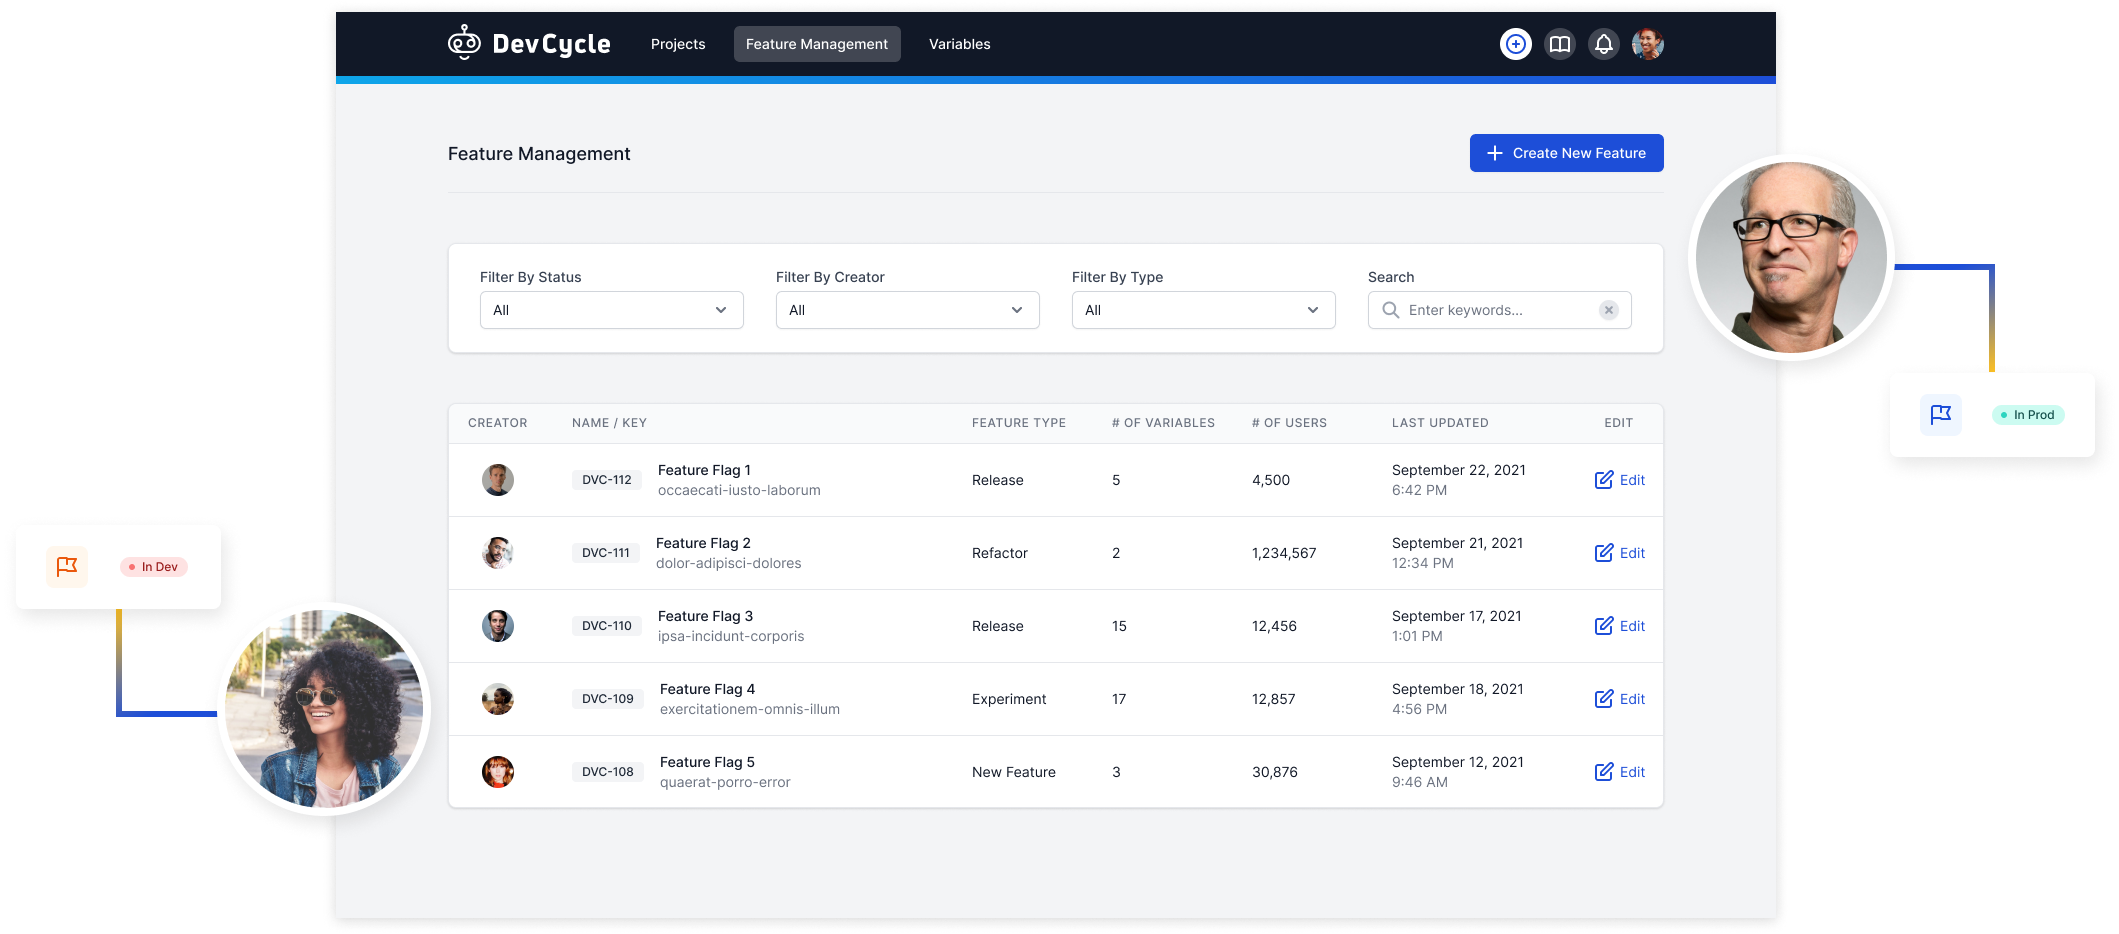 DevCycle Projects Feature Management Variables
Feature Management
Create New Feature
Filter By Status Filter By Creator Filter By Type Search
All All All Enter keywords...
CREATOR NAME / KEY FEATURE TYPE # OF VARIABLES # OF USERS LAST UPDATED EDIT
In Prod
DVC-112 Feature Flag 1 Release 5 4,500 September 22, 2021 Edit
occaecati-iusto-laborum 6:42 PM
DVC-111 Feature Flag 2 Refactor 2 1,234,567 September 21, 2021 Edit
dolor-adipisci-dolores 12:34 PM
In Dev
DVC-110 Feature Flag 3 Release 15 12,456 September 17, 2021 Edit
ipsa-incidunt-corporis 1:01 PM
DVC-109 Feature Flag 4 Experiment 17 12,857 September 18, 2021 Edit
exercitationem-omnis-illum 4:56 PM
DVC-108 Feature Flag 5 New Feature 3 30,876 September 12, 2021 Edit
quaerat-porro-error 9:46 AM